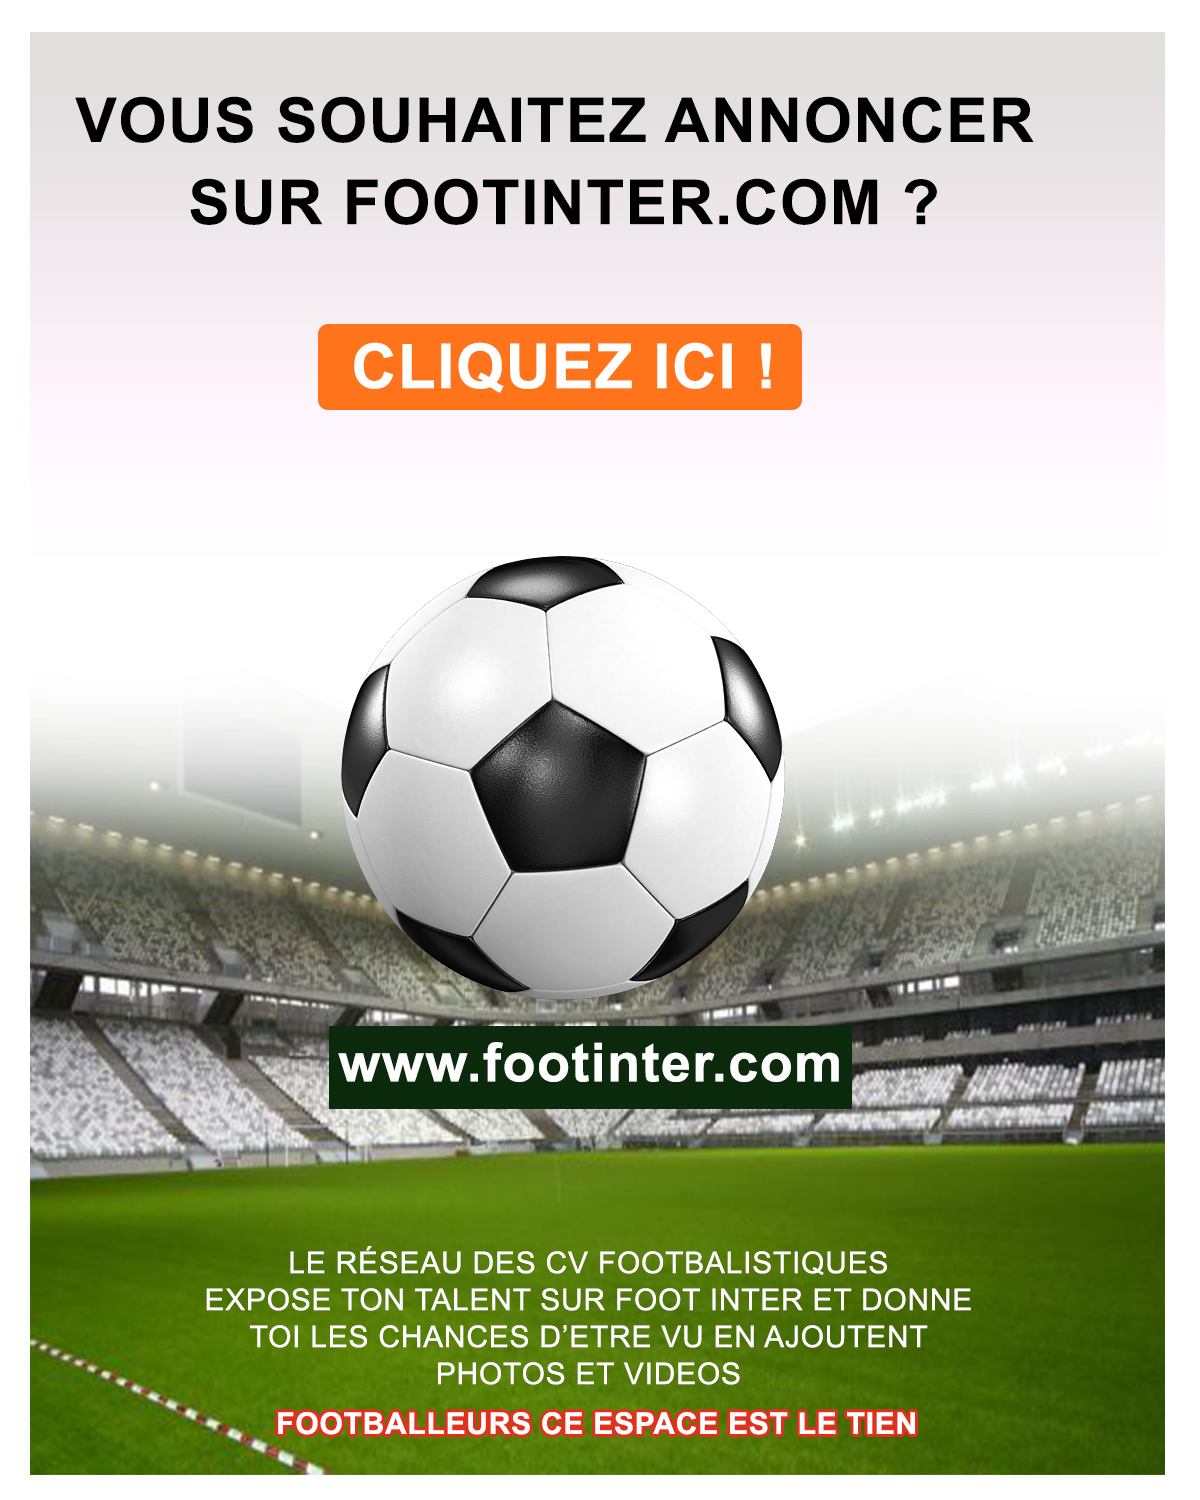 VOUS SOUHAITEZ ANNONCER
SUR FOOTINTER.COM ?
CLIQUEZ ICI !
www.footinter.com
LE RÉSEAU DES CV FOOTBALISTIQUES
EXPOSE TON TALENT SUR FOOT INTER ET DONNE
TOI LES CHANCES D’ETRE VU EN AJOUTENT
PHOTOS ET VIDEOS
FOOTBALLEURS CE ESPACE EST LE TIEN